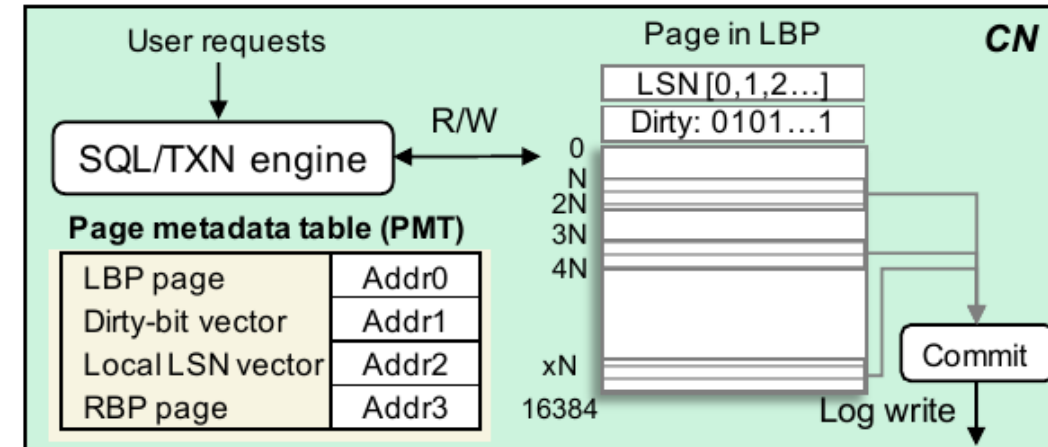 User requests
Page in LBP
CN
LSN [0,1,2...]
Dirty: 0101...1
R/W
SQL/TXN engine
0
N
2N
3N
4N
xN
16384
Page metadata table (PMT)
LBP page Addr0
Dirty-bit vector Addr1
Local LSN vector Addr2
RBP page Addr3
Commit
Log write